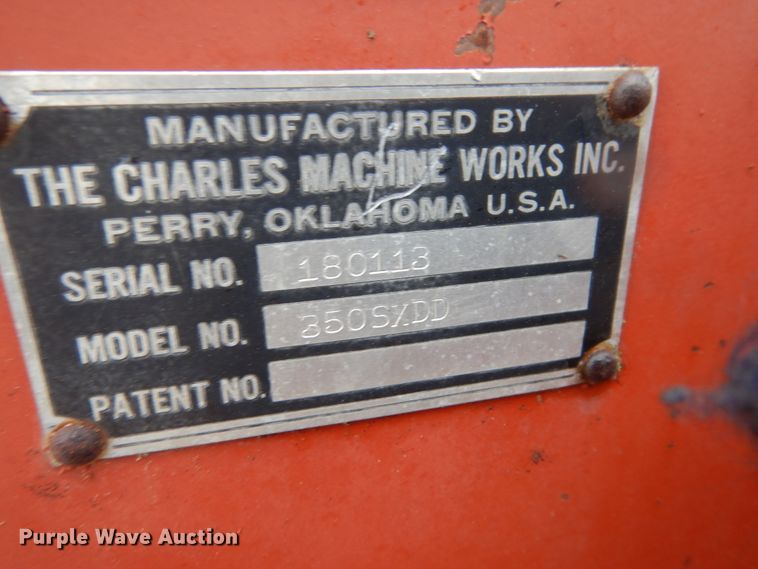 MANUFACTURED BY
THE CHARLES MACHINE WORKS INC.
PERRY, OKLAHOMA U.S.A.
SERIAL NO. 180113
MODEL NO. 350SXDD
PATENT NO.
Purple Wave Auction